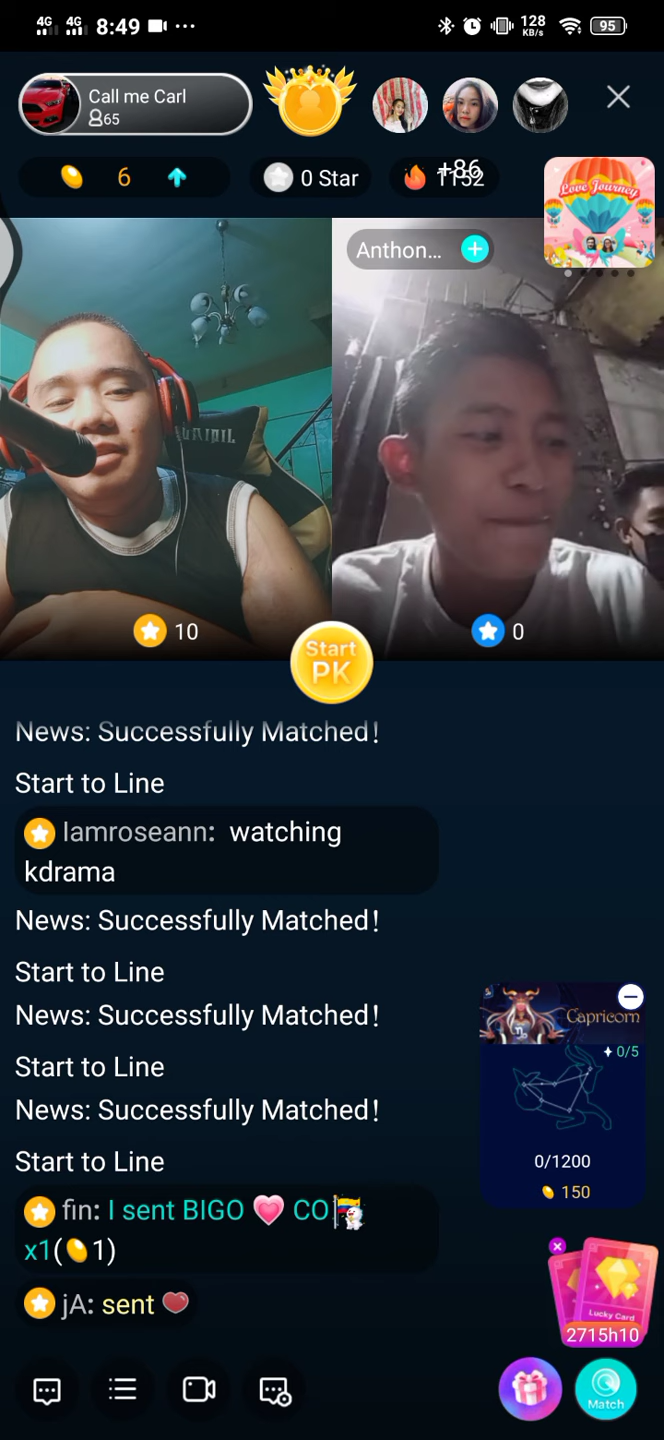 4G 4G 8:49 ... 128 KB/s 95
Call me Carl
65
6
0 Star
+86
Love Journey
Anthon...
10
0
Start
PK
News: Successfully Matched!
Start to Line
Iamroseann: watching
kdrama
News: Successfully Matched!
Start to Line
News: Successfully Matched!
Start to Line
News: Successfully Matched!
Start to Line
fin: I sent BIGO 💗 CO
x1(1)
jA: sent ❤
Capricorn
0/5
0/1200
150
Lucky Card
2715h10
Match